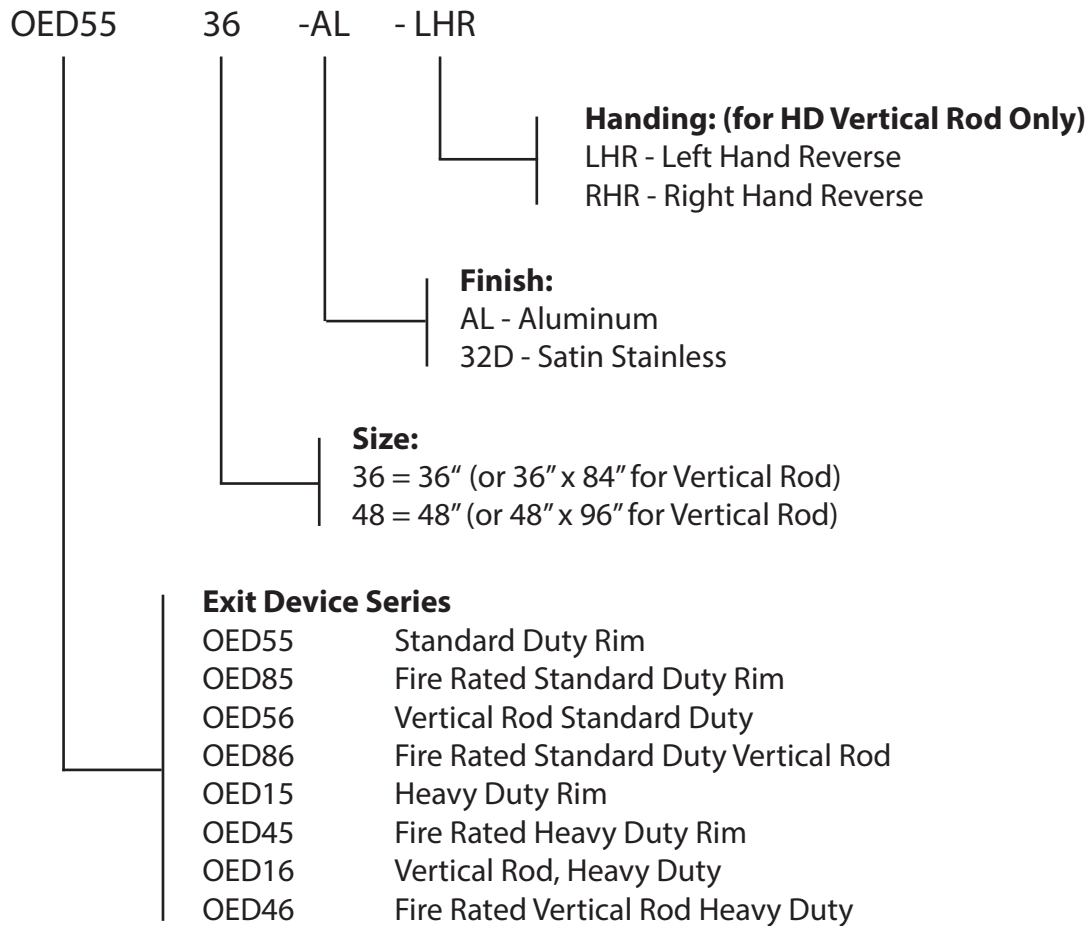 OED55 36 -AL - LHR
Handing: (for HD Vertical Rod Only)
LHR - Left Hand Reverse
RHR - Right Hand Reverse
Finish:
AL - Aluminum
32D - Satin Stainless
Size:
36 = 36“ (or 36” x 84” for Vertical Rod)
48 = 48” (or 48” x 96” for Vertical Rod)
Exit Device Series
OED55 Standard Duty Rim
OED85 Fire Rated Standard Duty Rim
OED56 Vertical Rod Standard Duty
OED86 Fire Rated Standard Duty Vertical Rod
OED15 Heavy Duty Rim
OED45 Fire Rated Heavy Duty Rim
OED16 Vertical Rod, Heavy Duty
OED46 Fire Rated Vertical Rod Heavy Duty